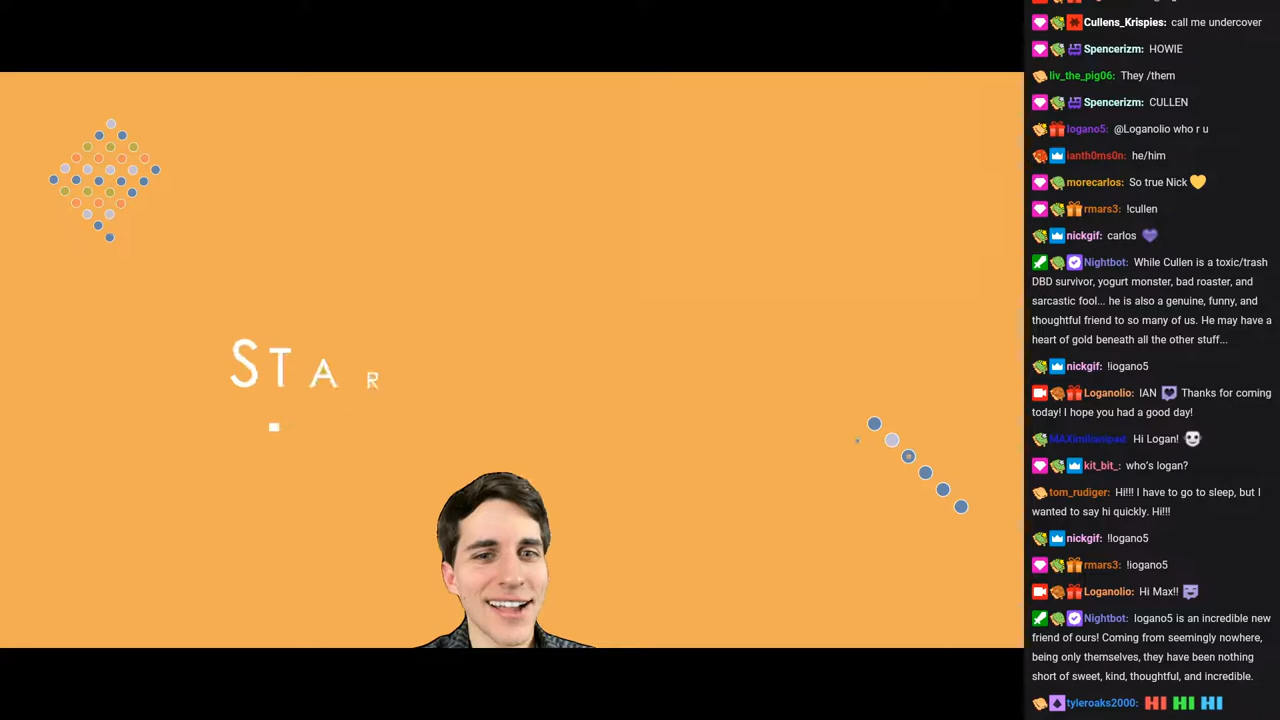 STAR
Cullens_Krispies: call me undercover
Spencerizm: HOWIE
liv_the_pig06: They /them
Spencerizm: CULLEN
logano5: @Loganolio who r u
ianth0ms0n: he/him
morecarlos: So true Nick
rmars3: !cullen
nickgif: carlos
Nightbot: While Cullen is a toxic/trash
DBD survivor, yogurt monster, bad roaster, and
sarcastic fool... he is also a genuine, funny, and
thoughtful friend to so many of us. He may have a
heart of gold beneath all the other stuff...
nickgif: !logano5
Loganolio: IAN Thanks for coming
today! I hope you had a good day!
MAXimilianipad: Hi Logan!
kit_bit_: who's logan?
tom_rudiger: Hi!!! I have to go to sleep, but I
wanted to say hi quickly. Hi!!!
nickgif: !logano5
rmars3: !iogano5
Loganolio: Hi Max!!
Nightbot: logano5 is an incredible new
friend of ours! Coming from seemingly nowhere,
being only themselves, they have been nothing
short of sweet, kind, thoughtful, and incredible.
tyleroaks2000: HI HI HI